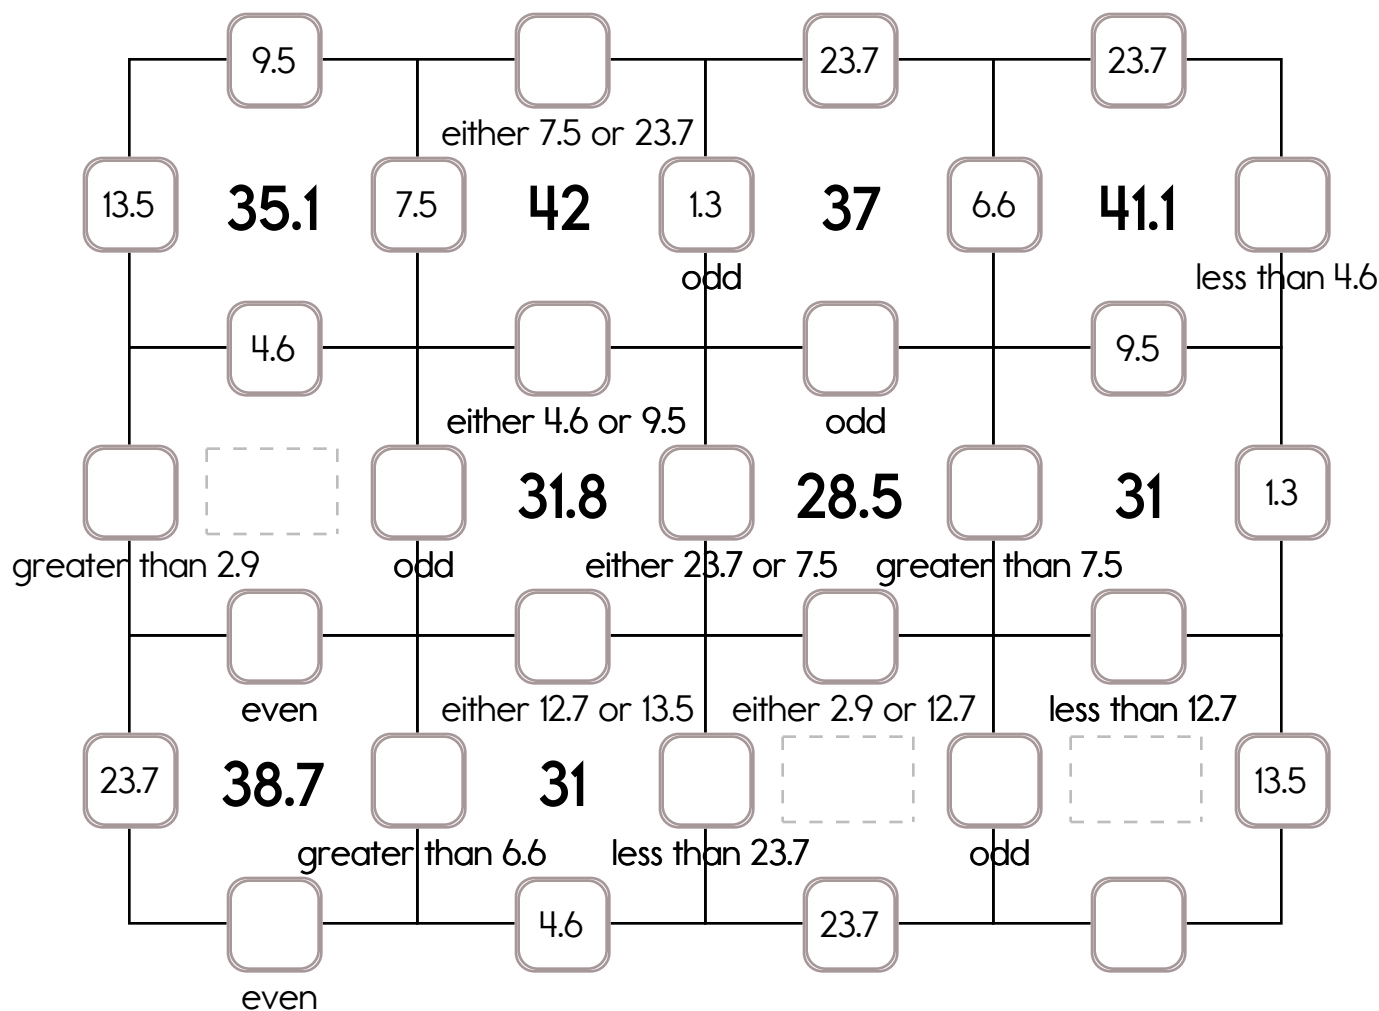 9.5 23.7 23.7
either 7.5 or 23.7
13.5 35.1 7.5 42 1.3 37 6.6 41.1
odd less than 4.6
4.6 9.5
either 4.6 or 9.5 odd
31.8 28.5 31 1.3
greater than 2.9 odd either 23.7 or 7.5 greater than 7.5
even either 12.7 or 13.5 either 2.9 or 12.7 less than 12.7
23.7 38.7 31 13.5
greater than 6.6 less than 23.7 odd
4.6 23.7
even